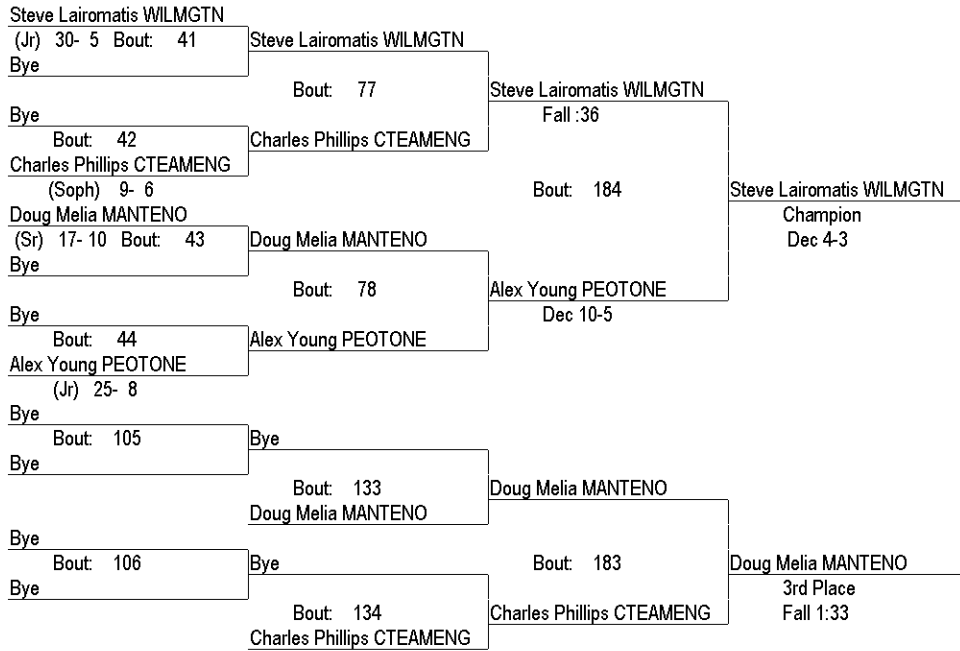 Steve Lairomatis WILMGTN
(Jr) 30- 5 Bout: 41
Steve Lairomatis WILMGTN
Bye
Bout: 77
Steve Lairomatis WILMGTN
Bye
Fall :36
Bout: 42
Charles Phillips CTEAMENG
Charles Phillips CTEAMENG
(Soph) 9- 6
Bout: 184
Steve Lairomatis WILMGTN
Doug Melia MANTENO
Champion
(Sr) 17- 10 Bout: 43
Doug Melia MANTENO
Dec 4-3
Bye
Bout: 78
Alex Young PEOTONE
Bye
Dec 10-5
Bout: 44
Alex Young PEOTONE
Alex Young PEOTONE
(Jr) 25- 8
Bye
Bout: 105
Bye
Bye
Bout: 133
Doug Melia MANTENO
Doug Melia MANTENO
Bye
Bout: 106
Bye
Bout: 183
Doug Melia MANTENO
Bye
3rd Place
Bout: 134
Charles Phillips CTEAMENG
Fall 1:33
Charles Phillips CTEAMENG